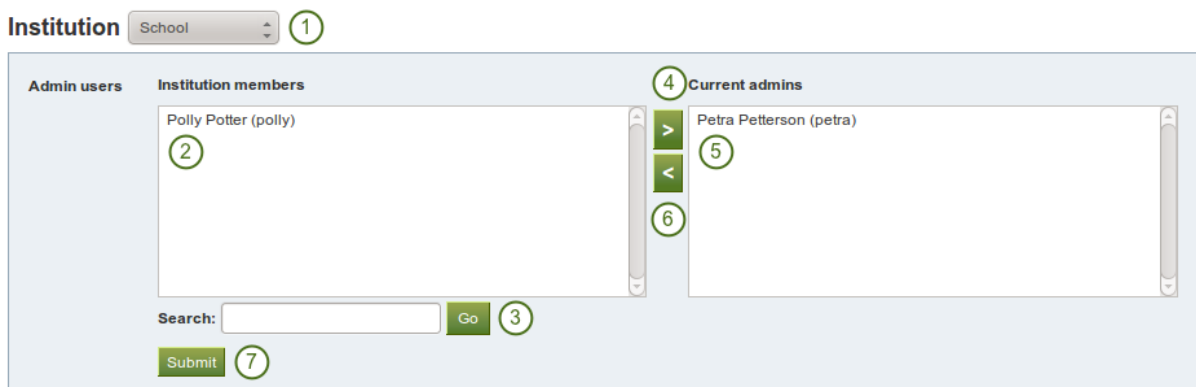 Institution School 1
Admin users Institution members 4 Current admins
Polly Potter (polly) > Petra Petterson (petra)
2 < 5
6
Search: Go 3
Submit 7